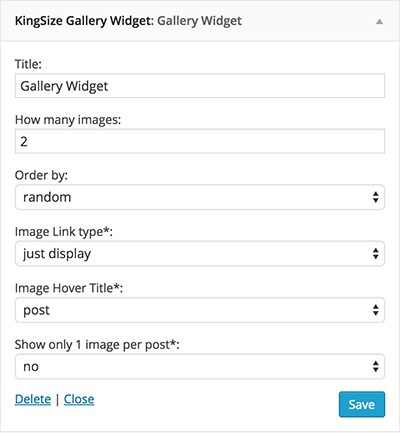 KingSize Gallery Widget: Gallery Widget
Title:
Gallery Widget
How many images:
2
Order by:
random
Image Link type*:
just display
Image Hover Title*:
post
Show only 1 image per post*:
no
Delete | Close
Save